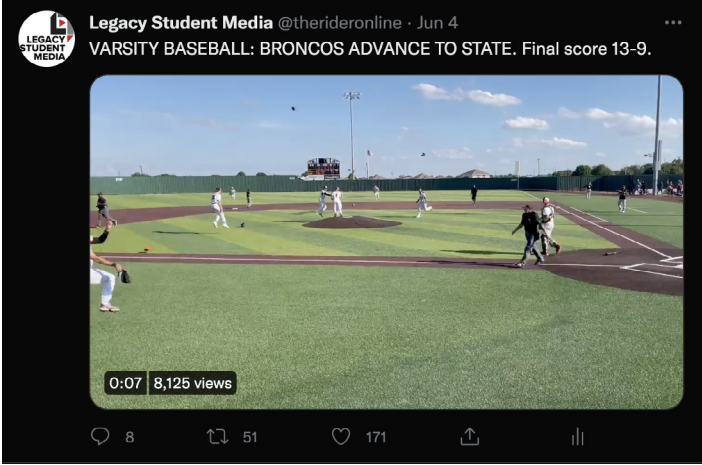 LEGACY
STUDENT
MEDIA
Legacy Student Media @therideronline · Jun 4
VARSITY BASEBALL: BRONCOS ADVANCE TO STATE. Final score 13-9.
0:07 8,125 views
8 51 171